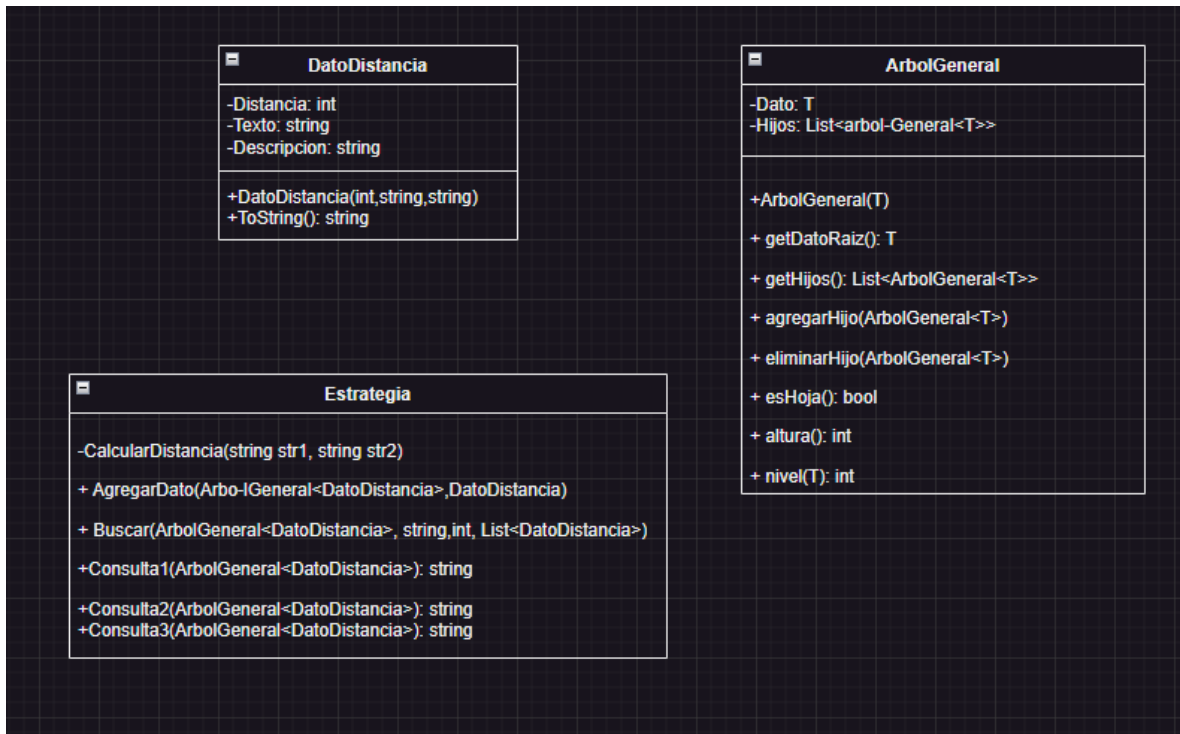 DatoDistancia
-Distancia: int
-Texto: string
-Descripcion: string
+DatoDistancia(int,string,string)
+ToString(): string
ArbolGeneral
-Dato: T
-Hijos: List<arbol-General<T>>
+ArbolGeneral(T)
+ getDatoRaiz(): T
+ getHijos(): List<ArbolGeneral<T>>
+ agregarHijo(ArbolGeneral<T>)
+ eliminarHijo(ArbolGeneral<T>)
+ esHoja(): bool
+ altura(): int
+ nivel(T): int
Estrategia
-CalcularDistancia(string str1, string str2)
+ AgregarDato(Arbo-lGeneral<DatoDistancia>,DatoDistancia)
+ Buscar(ArbolGeneral<DatoDistancia>, string,int, List<DatoDistancia>)
+Consulta1(ArbolGeneral<DatoDistancia>): string
+Consulta2(ArbolGeneral<DatoDistancia>): string
+Consulta3(ArbolGeneral<DatoDistancia>): string